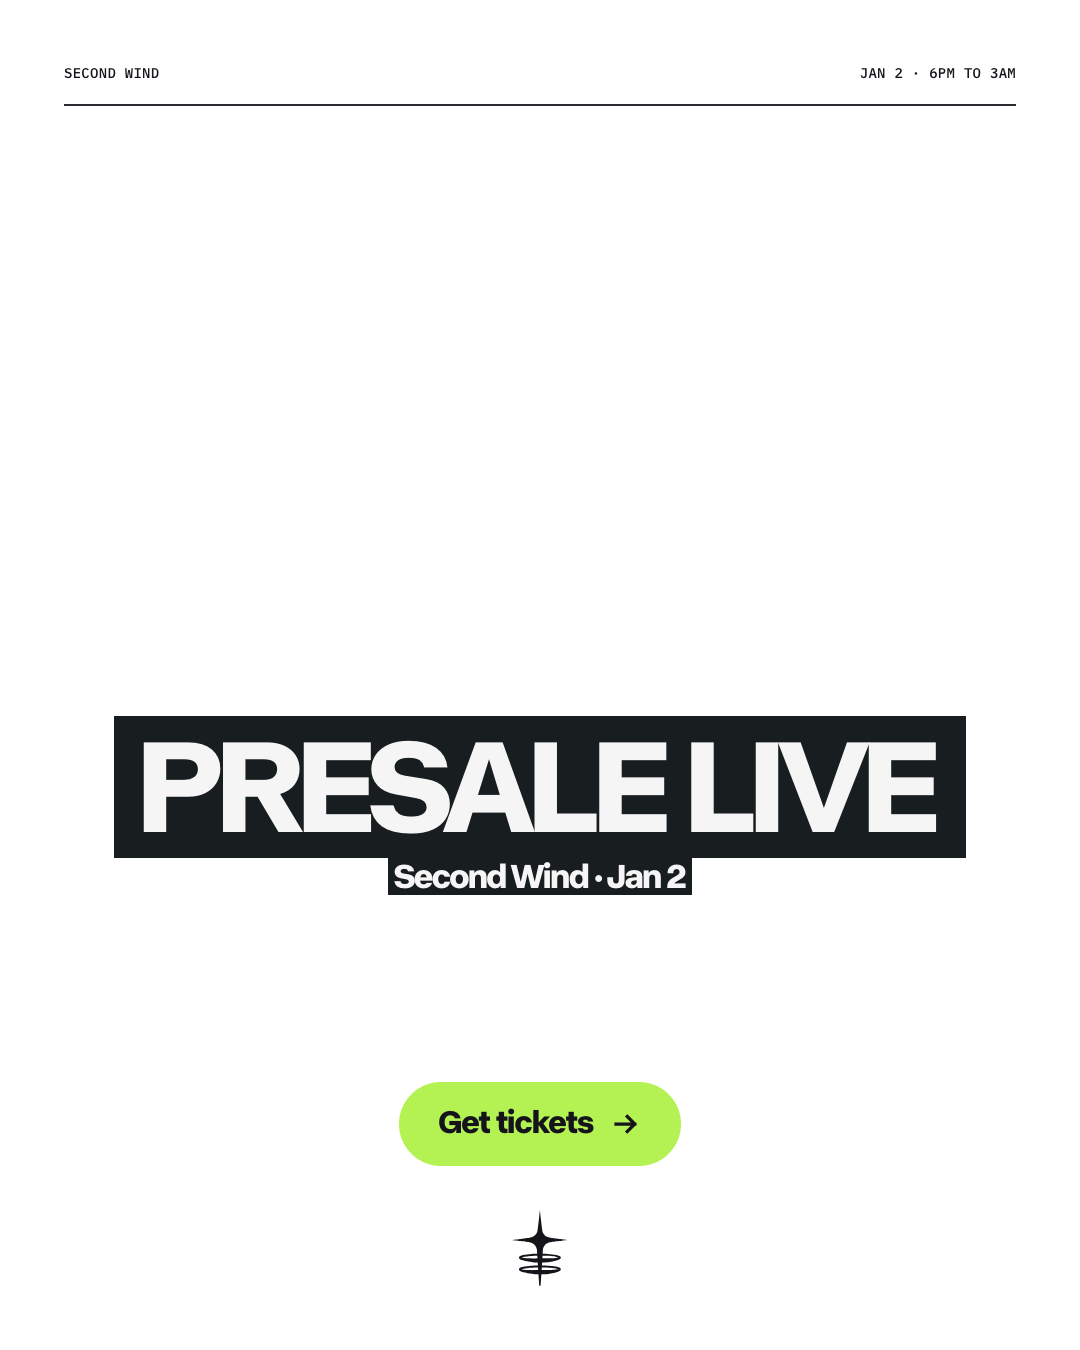 SECOND WIND
JAN 2 · 6PM TO 3AM
PRESALE LIVE
Second Wind · Jan 2
Get tickets →